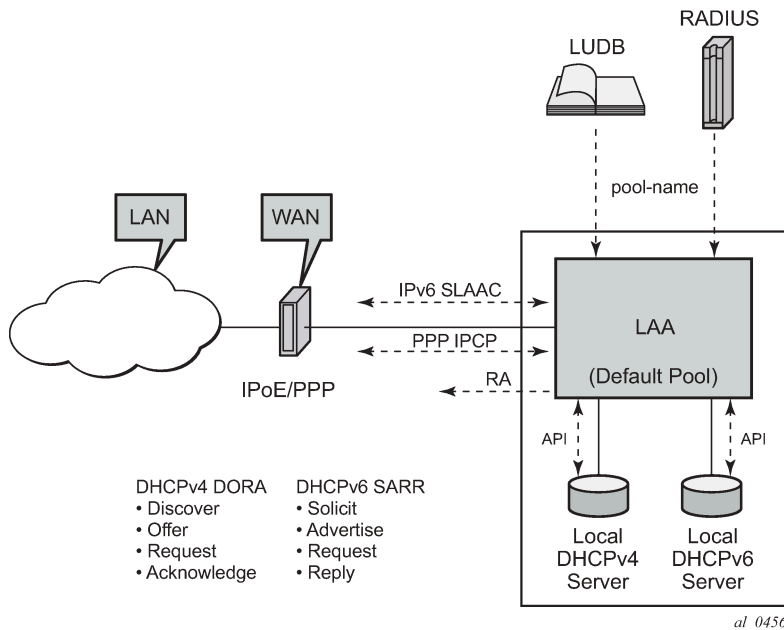 RADIUS
LUDB
pool-name
LAN
WAN
IPv6 SLAAC
LAA
PPP IPCP
(Default Pool)
RA
IPoE/PPP
API
API
DHCPv4 DORA
• Discover
• Offer
• Request
• Acknowledge
DHCPv6 SARR
• Solicit
• Advertise
• Request
• Reply
Local
DHCPv4
Server
Local
DHCPv6
Server
al_0456